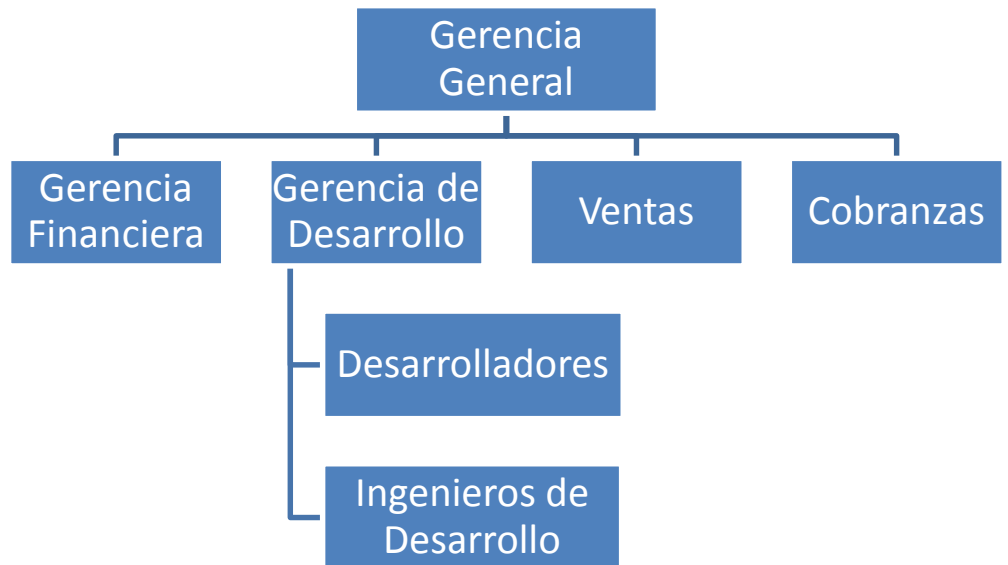 Gerencia
General
Gerencia
Financiera
Gerencia de
Desarrollo
Ventas
Cobranzas
Desarrolladores
Ingenieros de
Desarrollo